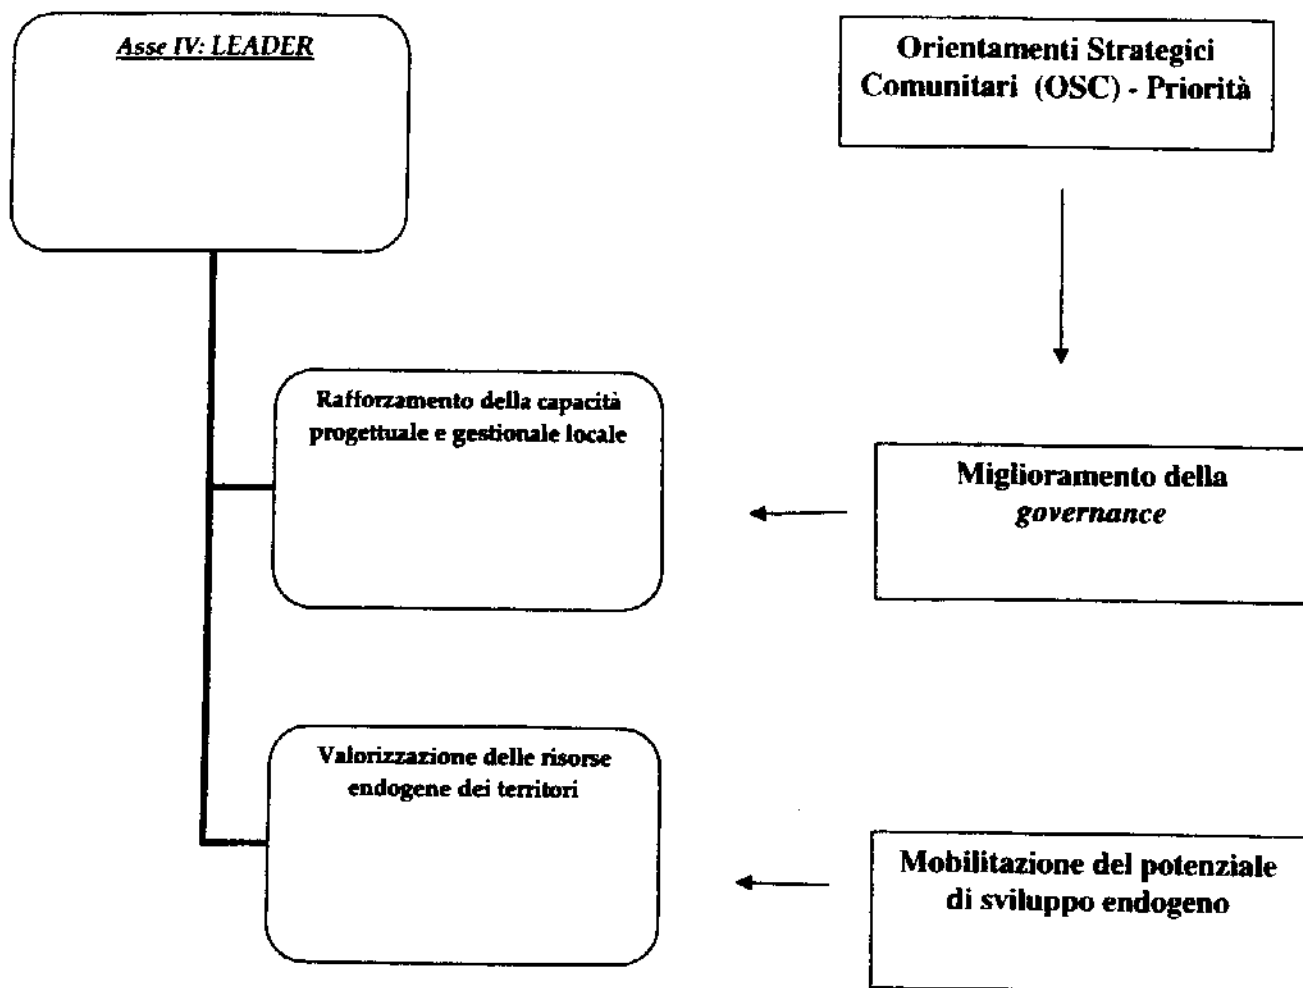 Asse IV: LEADER
Orientamenti Strategici
Comunitari (OSC) - Priorità
Rafforzamento della capacità
progettuale e gestionale locale
Miglioramento della
governance
Valorizzazione delle risorse
endogene dei territori
Mobilitazione del potenziale
di sviluppo endogeno